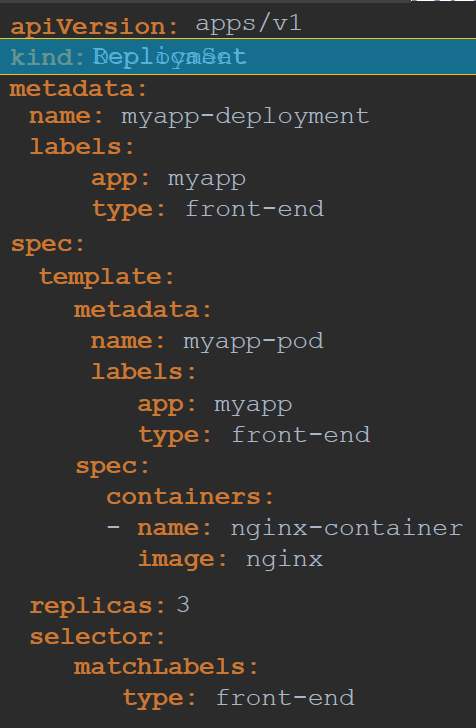 apiVersion: apps/v1
kind:
metadata:
name: myapp-deployment
labels:
app: myapp
type: front-end
spec:
template:
metadata:
name: myapp-pod
labels:
app: myapp
type: front-end
spec:
containers:
- name: nginx-container
image: nginx
replicas: 3
selector:
matchLabels:
type: front-end